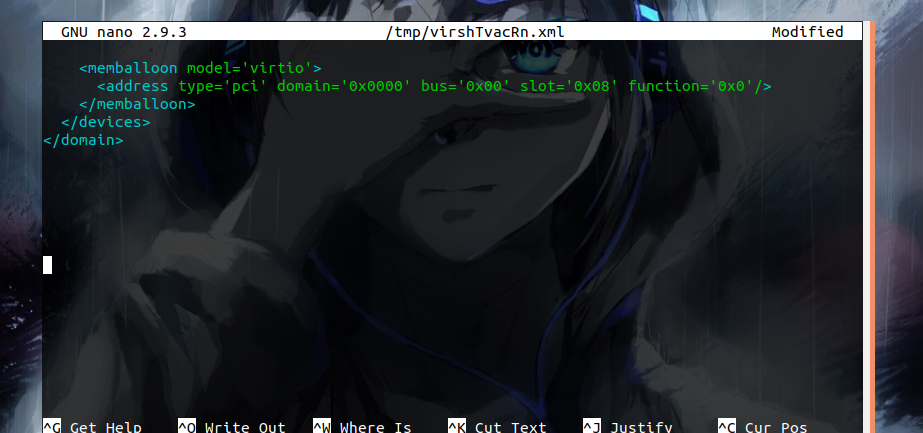 GNU nano 2.9.3 /tmp/virshTvacRn.xml Modified
<memballoon model='virtio'>
<address type='pci' domain='0x0000' bus='0x00' slot='0x08' function='0x0'/>
</memballoon>
</devices>
</domain>
^G Get Help ^O Write Out ^W Where Is ^K Cut Text ^J Justify ^C Cur Pos